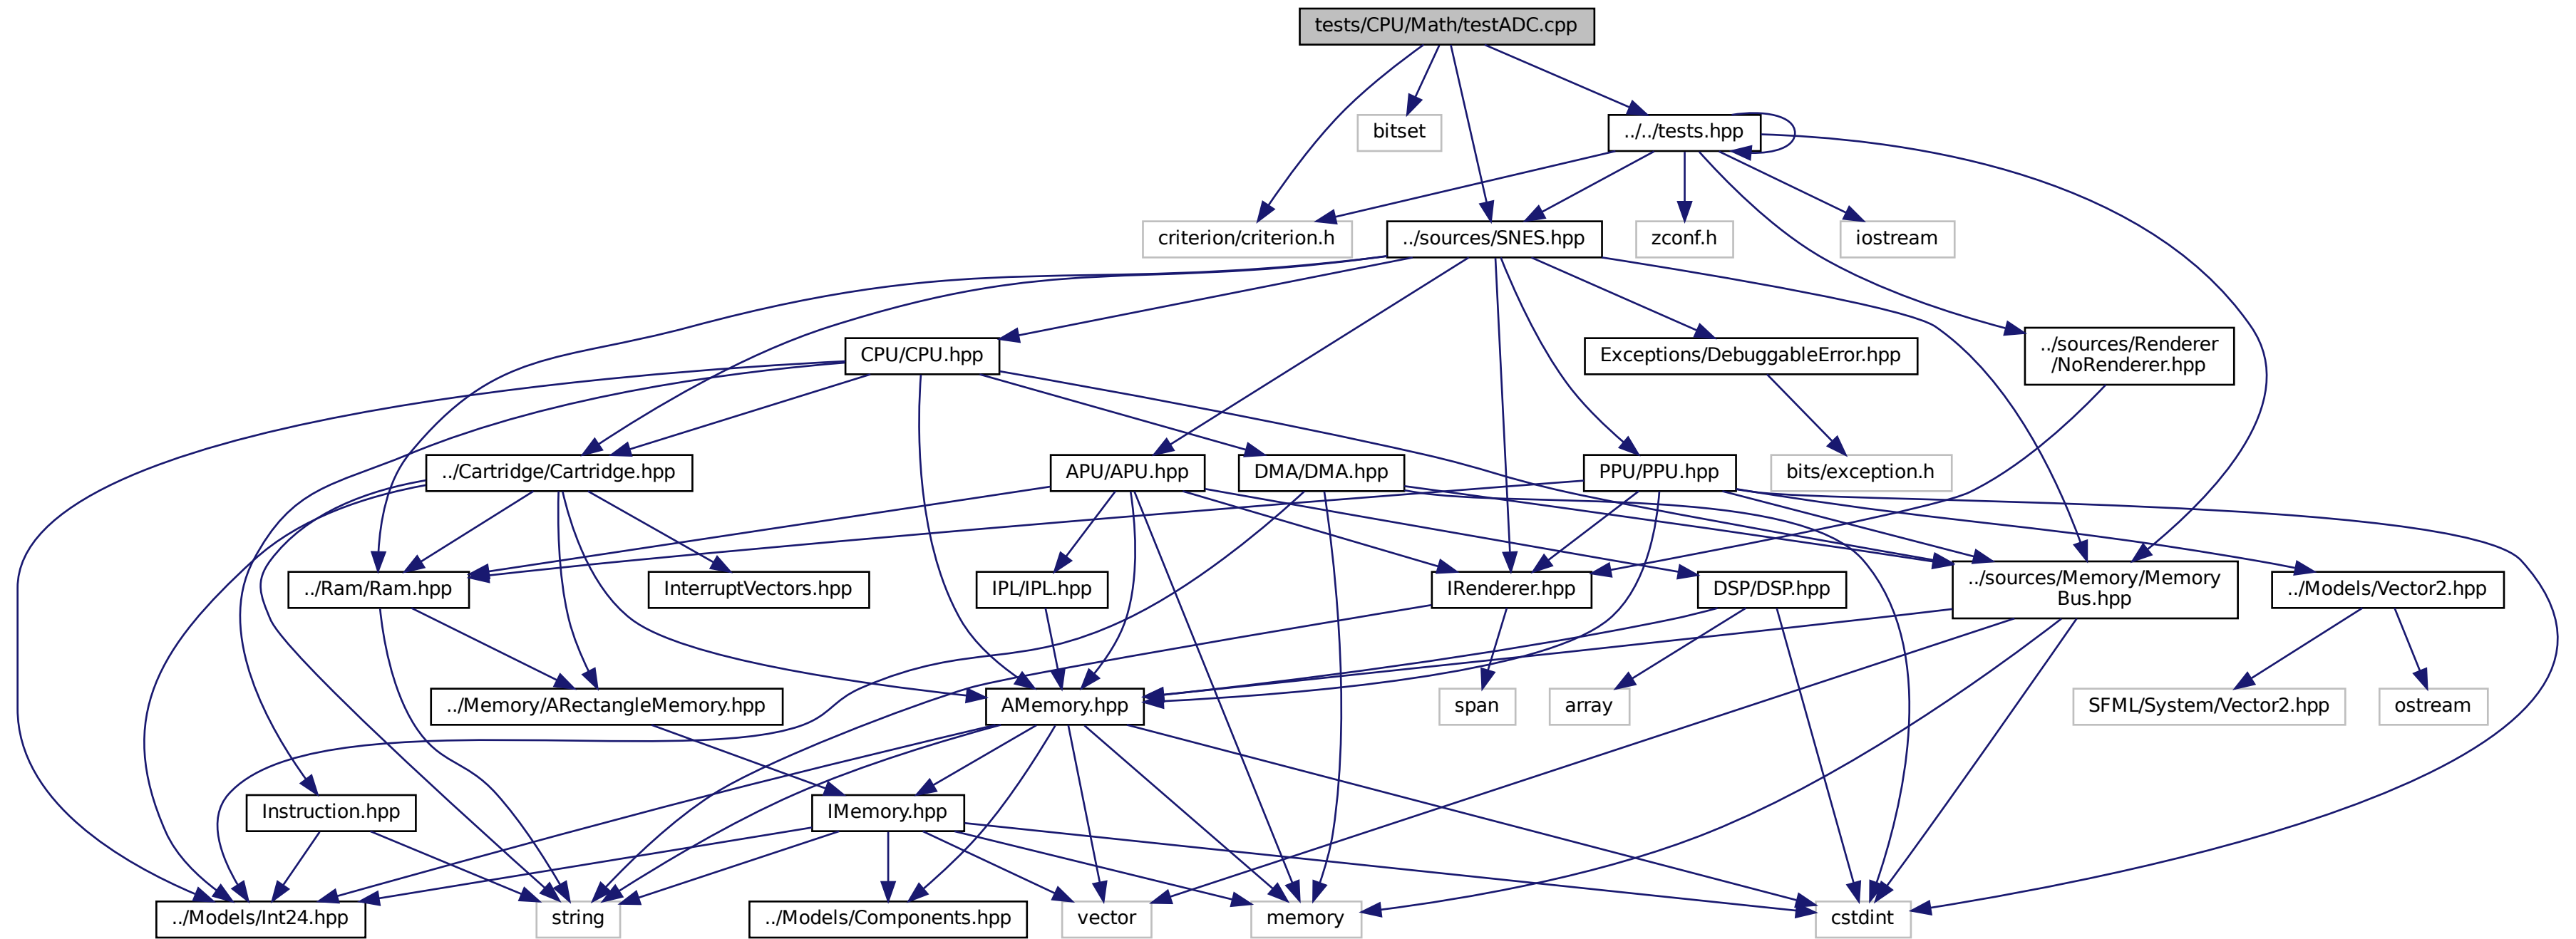 tests/CPU/Math/testADC.cpp
bitset
../../tests.hpp
criterion/criterion.h
../sources/SNES.hpp
zconf.h
iostream
CPU/CPU.hpp
Exceptions/DebuggableError.hpp
../sources/Renderer
/NoRenderer.hpp
../Cartridge/Cartridge.hpp
APU/APU.hpp
DMA/DMA.hpp
PPU/PPU.hpp
bits/exception.h
../Ram/Ram.hpp
InterruptVectors.hpp
IPL/IPL.hpp
IRenderer.hpp
DSP/DSP.hpp
../sources/Memory/Memory
Bus.hpp
../Models/Vector2.hpp
../Memory/ARectangleMemory.hpp
AMemory.hpp
span
array
SFML/System/Vector2.hpp
ostream
Instruction.hpp
IMemory.hpp
../Models/Int24.hpp
string
../Models/Components.hpp
vector
memory
cstdint